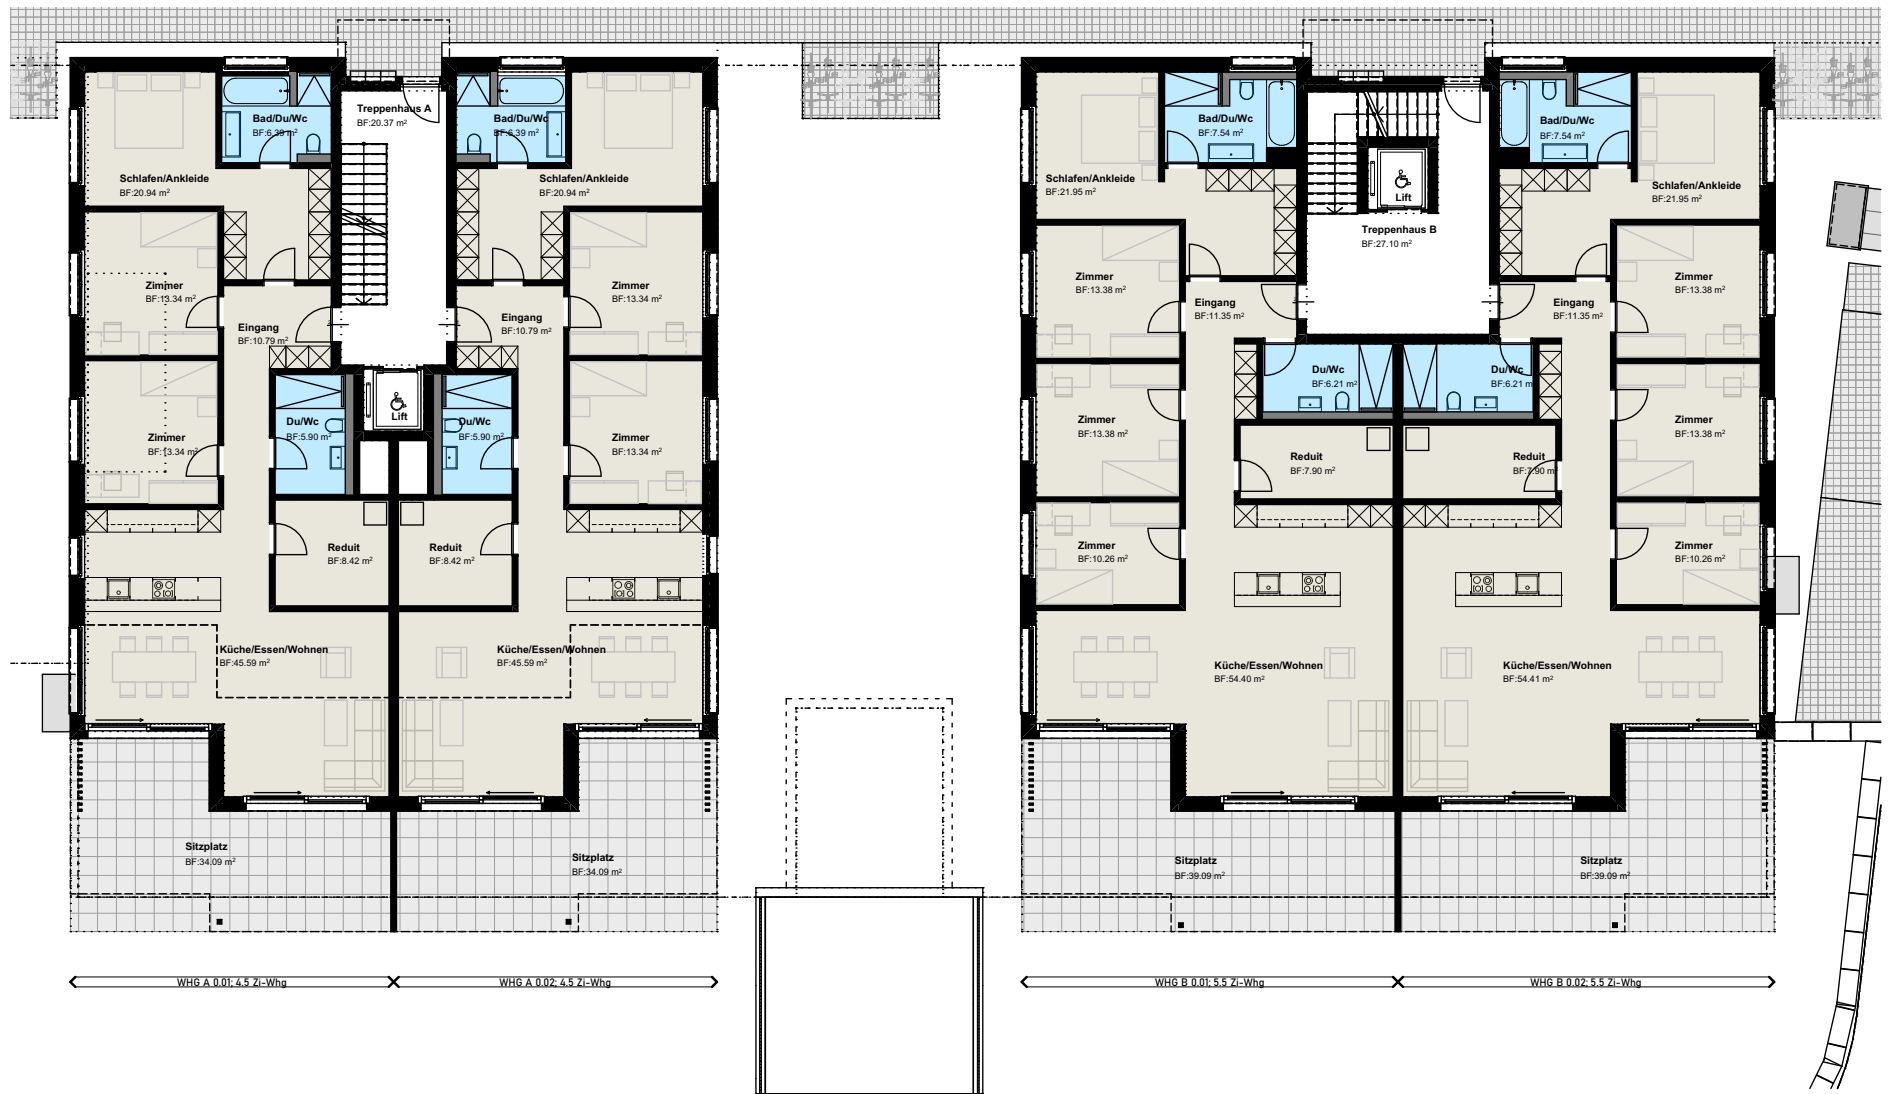 Treppenhaus A
BF:20.37 m²
Bad/Du/Wc
BF:6.39 m²
Bad/Du/Wc
BF:6.39 m²
Schlafen/Ankleide
BF:20.94 m²
Schlafen/Ankleide
BF:20.94 m²
Zimmer
BF:13.34 m²
Zimmer
BF:13.34 m²
Eingang
BF:10.79 m²
Eingang
BF:10.79 m²
Lift
Du/Wc
BF:5.90 m²
Du/Wc
BF:5.90 m²
Zimmer
BF:13.34 m²
Zimmer
BF:13.34 m²
Reduit
BF:8.42 m²
Reduit
BF:8.42 m²
Küche/Essen/Wohnen
BF:45.59 m²
Küche/Essen/Wohnen
BF:45.59 m²
Sitzplatz
BF:34.09 m²
Sitzplatz
BF:34.09 m²
WHG A 0.01; 4.5 Zi-Whg
WHG A 0.02; 4.5 Zi-Whg
Bad/Du/Wc
BF:7.54 m²
Bad/Du/Wc
BF:7.54 m²
Schlafen/Ankleide
BF:21.95 m²
Schlafen/Ankleide
BF:21.95 m²
Lift
Treppenhaus B
BF:27.10 m²
Zimmer
BF:13.38 m²
Zimmer
BF:13.38 m²
Eingang
BF:11.35 m²
Eingang
BF:11.35 m²
Du/Wc
BF:6.21 m²
Du/Wc
BF:6.21 m
Zimmer
BF:13.38 m²
Zimmer
BF:13.38 m²
Reduit
BF:7.90 m²
Reduit
BF:7.90 m²
Zimmer
BF:10.26 m²
Zimmer
BF:10.26 m²
Küche/Essen/Wohnen
BF:54.40 m²
Küche/Essen/Wohnen
BF:54.41 m²
Sitzplatz
BF:39.09 m²
Sitzplatz
BF:39.09 m²
WHG B 0.01; 5.5 Zi-Whg
WHG B 0.02; 5.5 Zi-Whg